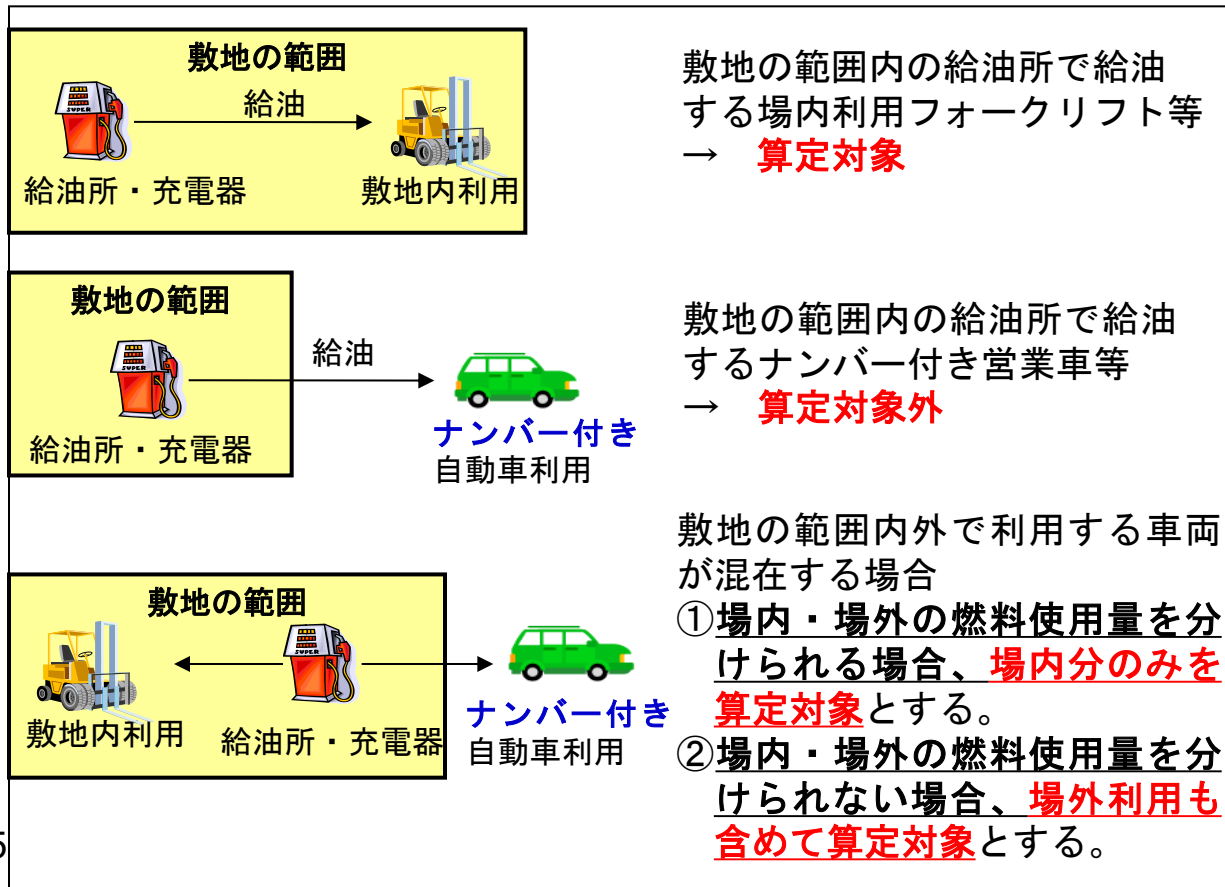 敷地の範囲
給油
給油所・充電器
敷地内利用
敷地の範囲内の給油所で給油
する場内利用フォークリフト等
→ 算定対象
敷地の範囲
給油
給油所・充電器
ナンバー付き
自動車利用
敷地の範囲内の給油所で給油
するナンバー付き営業車等
→ 算定対象外
敷地の範囲
敷地内利用
給油所・充電器
ナンバー付き
自動車利用
敷地の範囲内外で利用する車両
が混在する場合
①場内・場外の燃料使用量を分
けられる場合、場内分のみを
算定対象とする。
②場内・場外の燃料使用量を分
けられない場合、場外利用も
含めて算定対象とする。
5